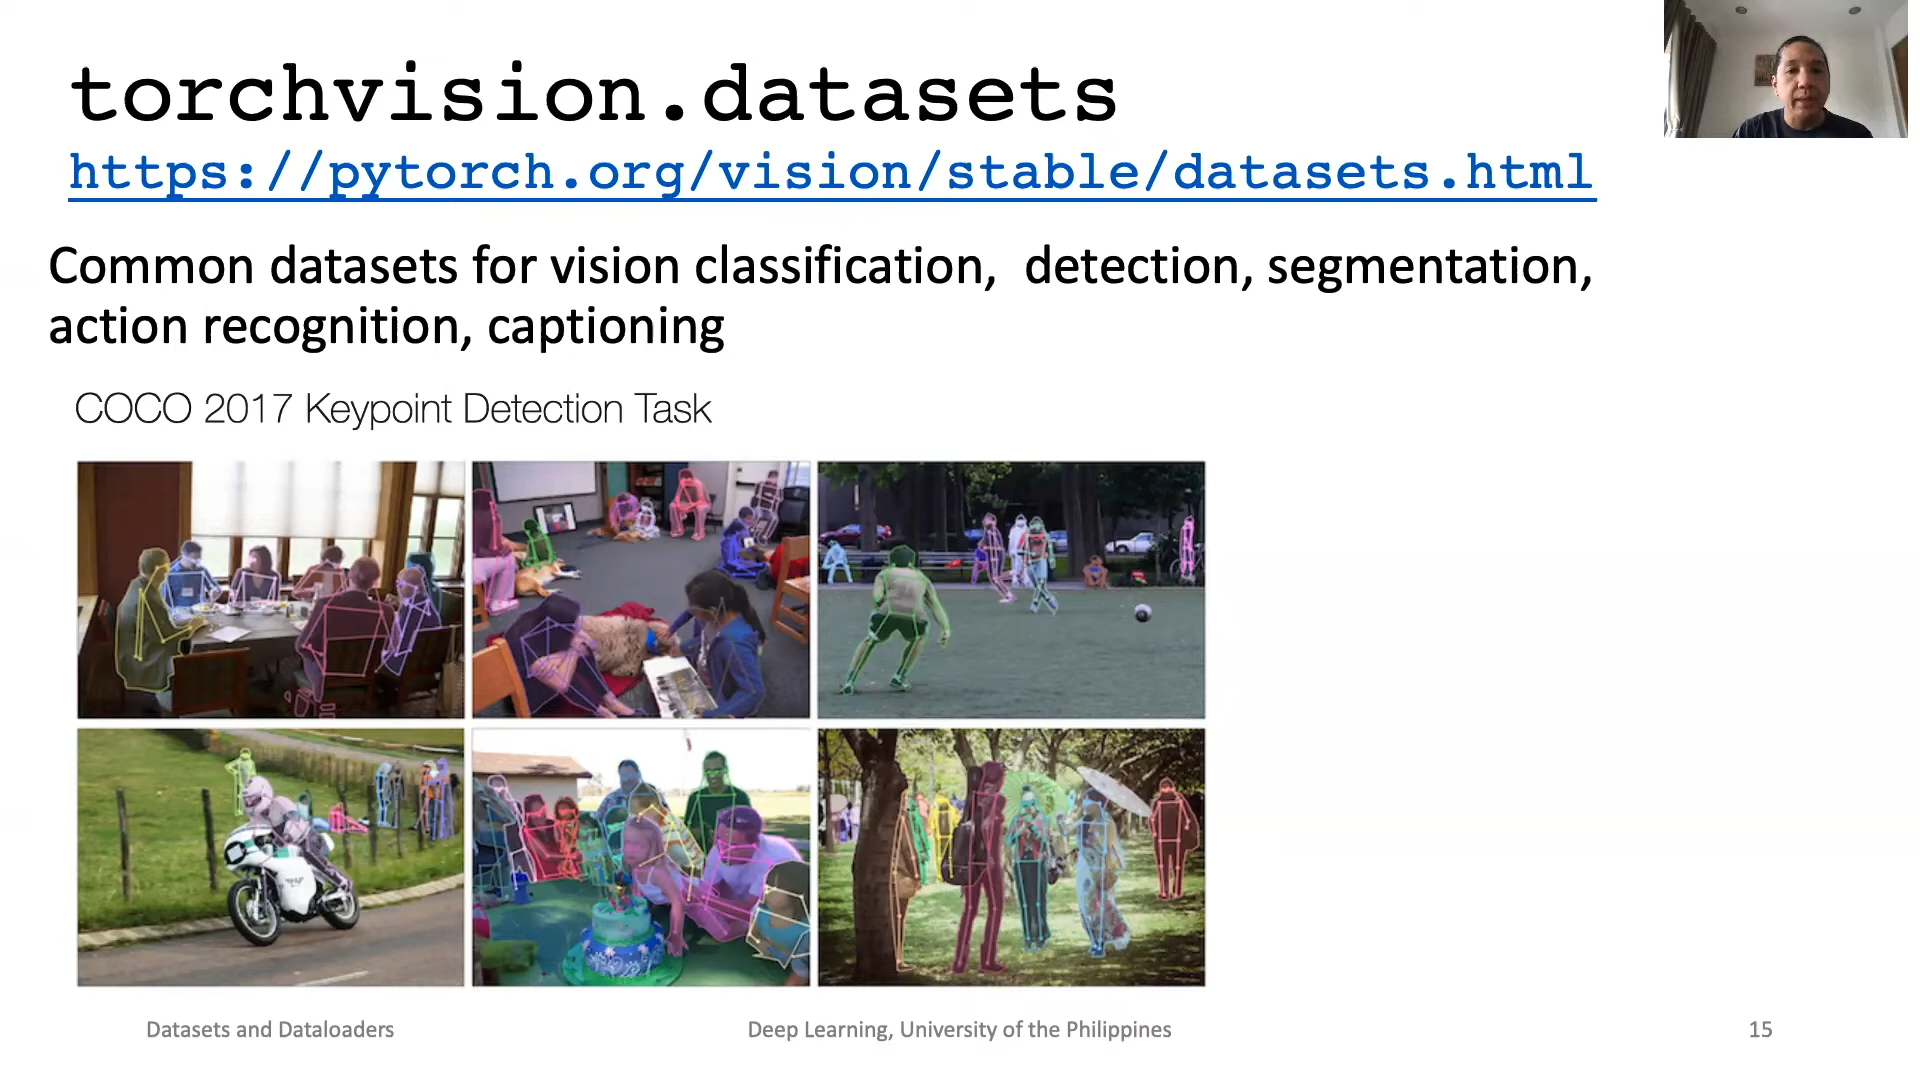 torchvision.datasets
https://pytorch.org/vision/stable/datasets.html
Common datasets for vision classification,  detection, segmentation,
action recognition, captioning
COCO 2017 Keypoint Detection Task
Datasets and Dataloaders
Deep Learning, University of the Philippines
15